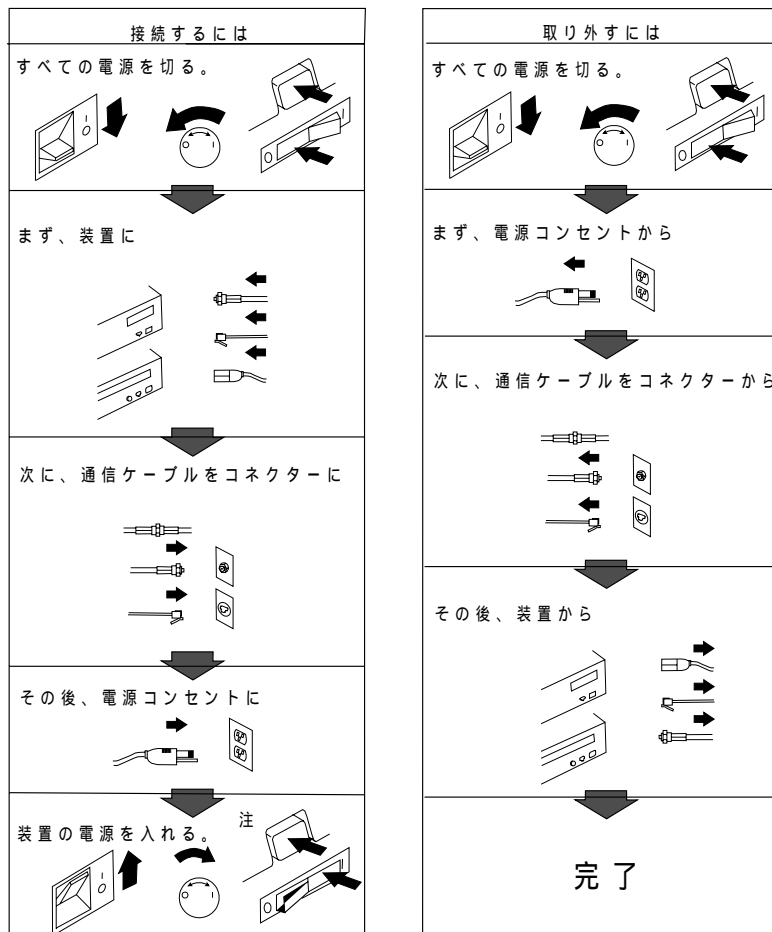 接続するには
すべての電源を切る。
まず、装置に
次に、通信ケーブルをコネクターに
その後、電源コンセントに
装置の電源を入れる。
注
取り外すには
すべての電源を切る。
まず、電源コンセントから
次に、通信ケーブルをコネクターから
その後、装置から
完了